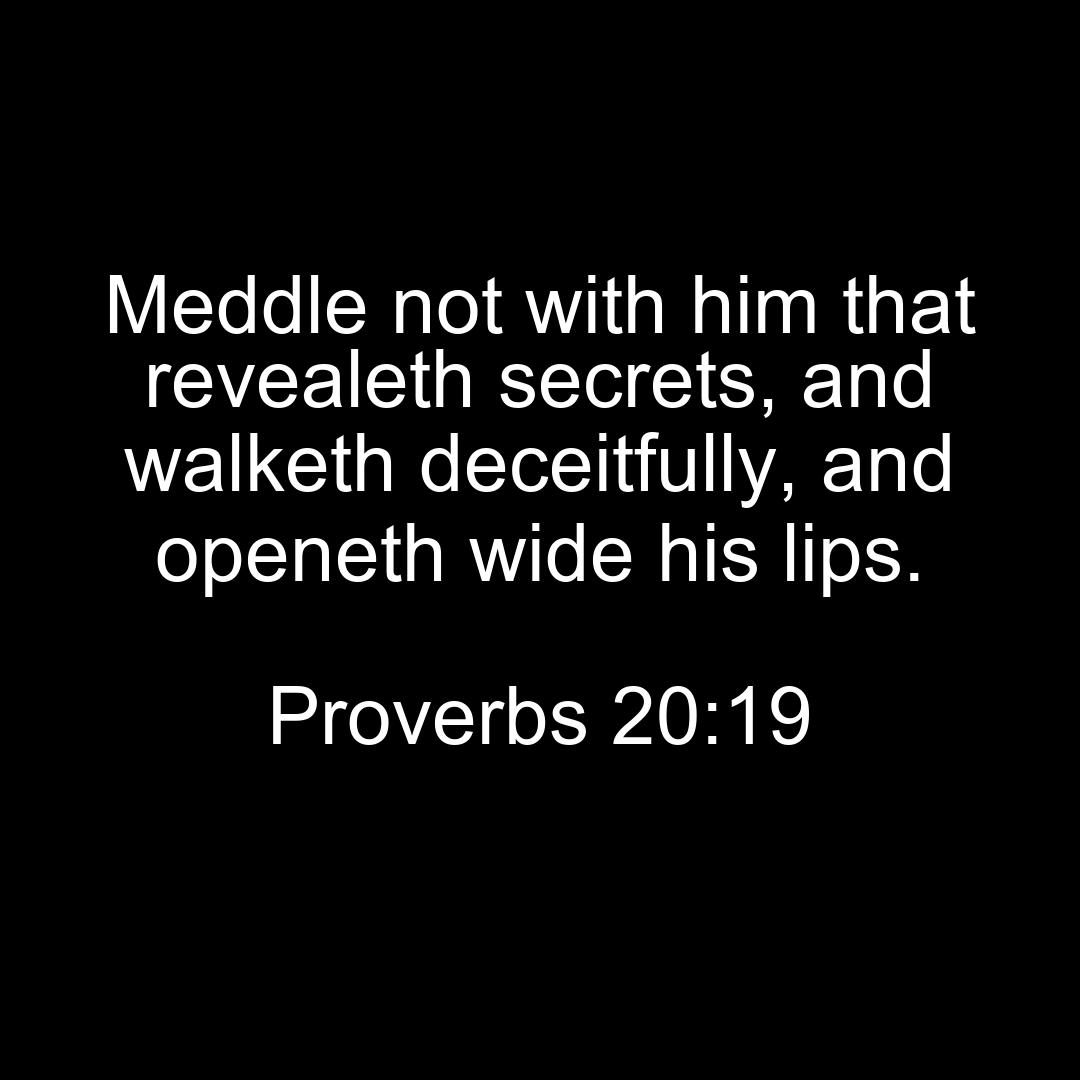 Meddle not with him that
revealeth secrets, and
walketh deceitfully, and
openeth wide his lips.
Proverbs 20:19